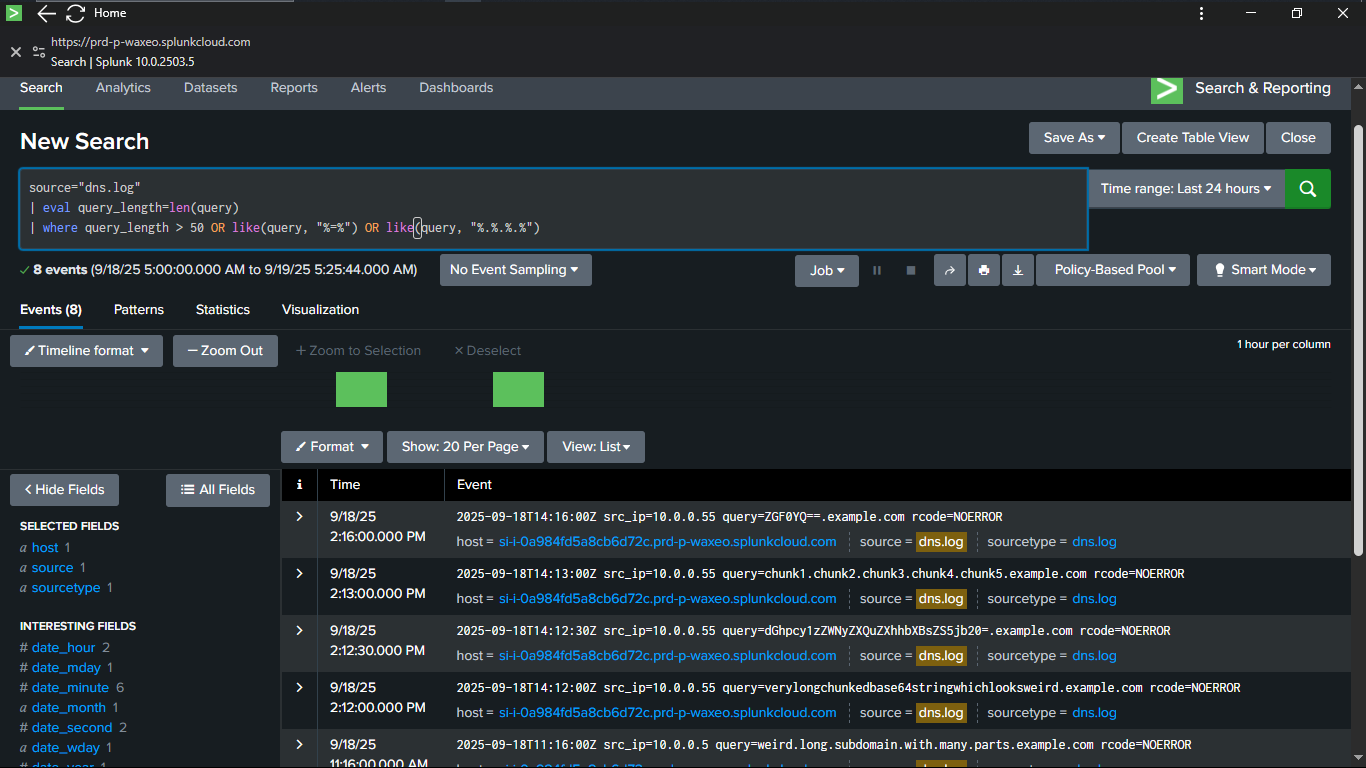 Home
https://prd-p-waxeo.splunkcloud.com
Search | Splunk 10.0.2503.5
Search Analytics Datasets Reports Alerts Dashboards Search & Reporting
New Search
Save As Create Table View Close
source="dns.log"
| eval query_length=len(query)
| where query_length > 50 OR like(query, "%=%") OR like(query, "%.%.%.%")
Time range: Last 24 hours
8 events (9/18/25 5:00:00.000 AM to 9/19/25 5:25:44.000 AM)
No Event Sampling
Job
Policy-Based Pool
Smart Mode
Events (8) Patterns Statistics Visualization
Timeline format — Zoom Out + Zoom to Selection × Deselect
1 hour per column
Format Show: 20 Per Page View: List
< Hide Fields All Fields
i Time Event
SELECTED FIELDS
a host 1
a source 1
a sourcetype 1
INTERESTING FIELDS
# date_hour 2
# date_mday 1
# date_minute 6
a date_month 1
# date_second 2
a date_wday 1
# date_year 1
> 9/18/25 2025-09-18T14:16:00Z src_ip=10.0.0.55 query=ZGF0YQ==.example.com rcode=NOERROR
2:16:00.000 PM host = si-i-0a984fd5a8cb6d72c.prd-p-waxeo.splunkcloud.com source = dns.log sourcetype = dns.log
> 9/18/25 2025-09-18T14:13:00Z src_ip=10.0.0.55 query=chunk1.chunk2.chunk3.chunk4.chunk5.example.com rcode=NOERROR
2:13:00.000 PM host = si-i-0a984fd5a8cb6d72c.prd-p-waxeo.splunkcloud.com source = dns.log sourcetype = dns.log
> 9/18/25 2025-09-18T14:12:30Z src_ip=10.0.0.55 query=dGhpcy1zZWNyZXQuZXhhbXBsZS5jb20=.example.com rcode=NOERROR
2:12:30.000 PM host = si-i-0a984fd5a8cb6d72c.prd-p-waxeo.splunkcloud.com source = dns.log sourcetype = dns.log
> 9/18/25 2025-09-18T14:12:00Z src_ip=10.0.0.55 query=verylongchunkedbase64stringwhichlooksweird.example.com rcode=NOERROR
2:12:00.000 PM host = si-i-0a984fd5a8cb6d72c.prd-p-waxeo.splunkcloud.com source = dns.log sourcetype = dns.log
> 9/18/25 2025-09-18T11:16:00Z src_ip=10.0.0.5 query=weird.long.subdomain.with.many.parts.example.com rcode=NOERROR
11:16:00.000 AM